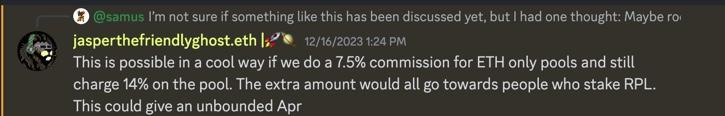 @samus I'm not sure if something like this has been discussed yet, but I had one thought: Maybe
jasperthefriendlyghost.eth | 12/16/2023 1:24 PM
This is possible in a cool way if we do a 7.5% commission for ETH only pools and still
charge 14% on the pool. The extra amount would all go towards people who stake RPL.
This could give an unbounded Apr